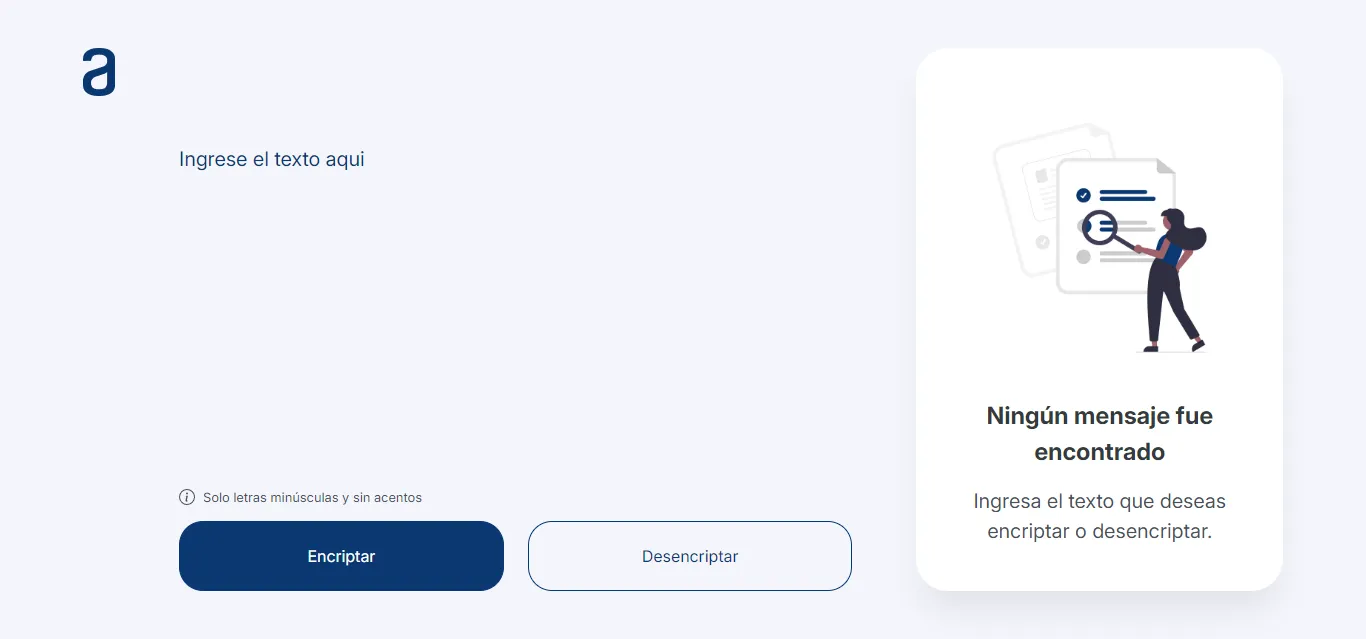 a
Ingrese el texto aqui
Solo letras minúsculas y sin acentos
Encriptar
Desencriptar
Ningún mensaje fue
encontrado
Ingresa el texto que deseas
encriptar o desencriptar.